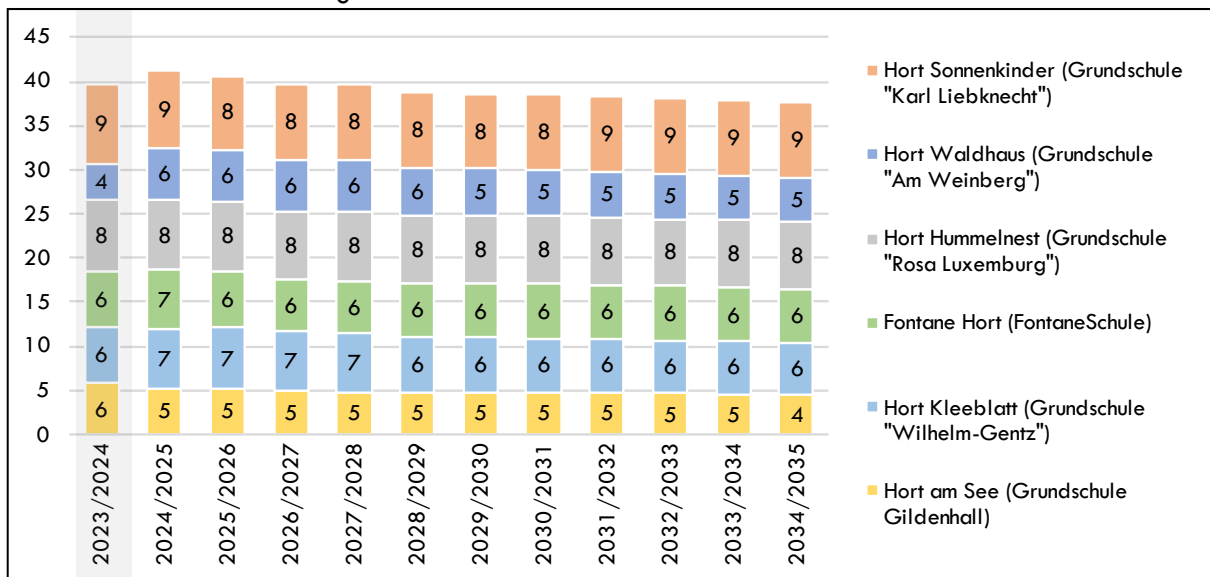 45
40
35
30
25
20
15
10
5
0
9 9 8 8 8 8 8 8 9 9 9 9
4 6 6 6 6 6 5 5 5 5 5 5
8 8 8 8 8 8 8 8 8 8 8 8
6 7 6 6 6 6 6 6 6 6 6 6
6 7 7 7 7 6 6 6 6 6 6 6
6 5 5 5 5 5 5 5 5 5 5 4
2023/2024
2024/2025
2025/2026
2026/2027
2027/2028
2028/2029
2029/2030
2030/2031
2031/2032
2032/2033
2033/2034
2034/2035
Hort Sonnenkinder (Grundschule
"Karl Liebknecht")
Hort Waldhaus (Grundschule
"Am Weinberg")
Hort Hummelnest (Grundschule
"Rosa Luxemburg")
Fontane Hort (FontaneSchule)
Hort Kleeblatt (Grundschule
"Wilhelm-Gentz")
Hort am See (Grundschule
Gildenhall)